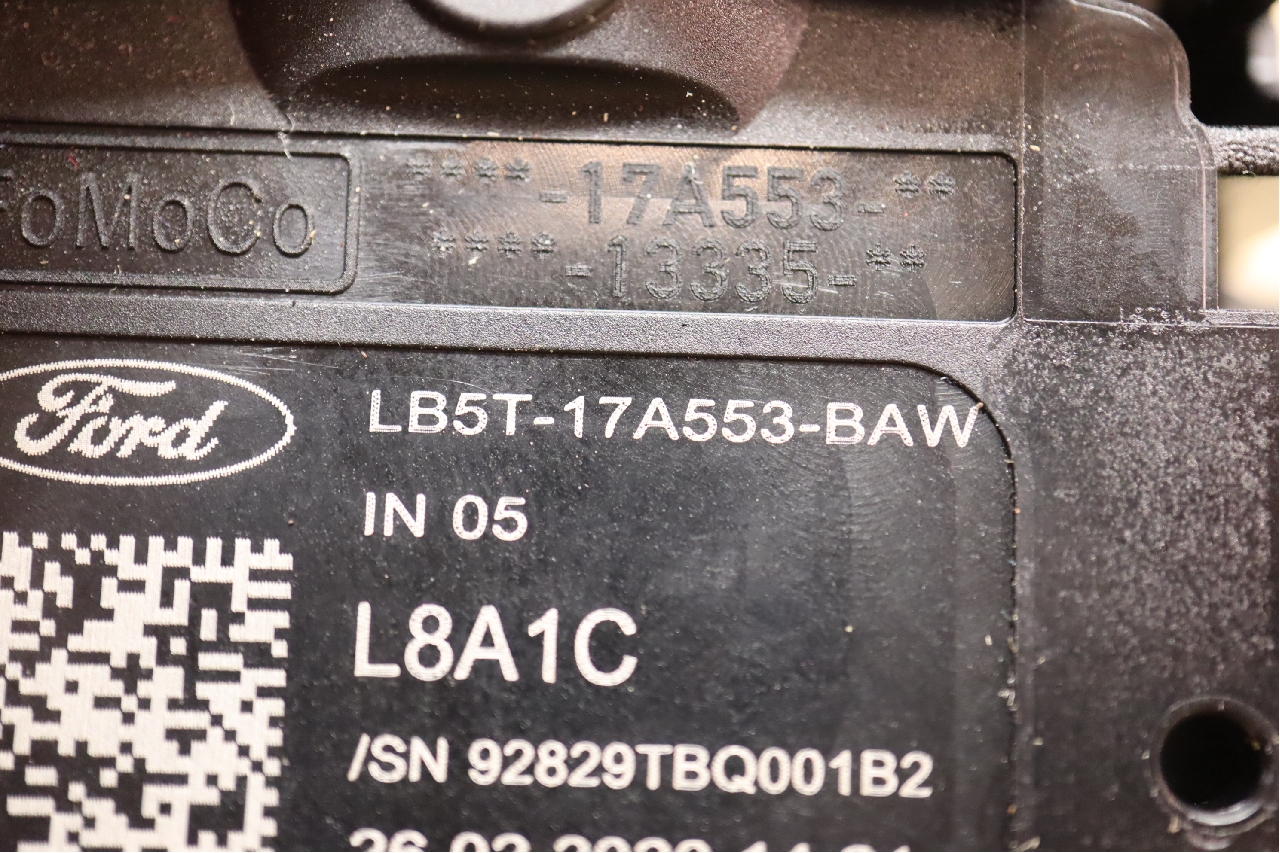 FoMoCo
****-17A553-**
****-13335-**
Ford
LB5T-17A553-BAW
IN 05
L8A1C
/SN 92829TBQ001B2